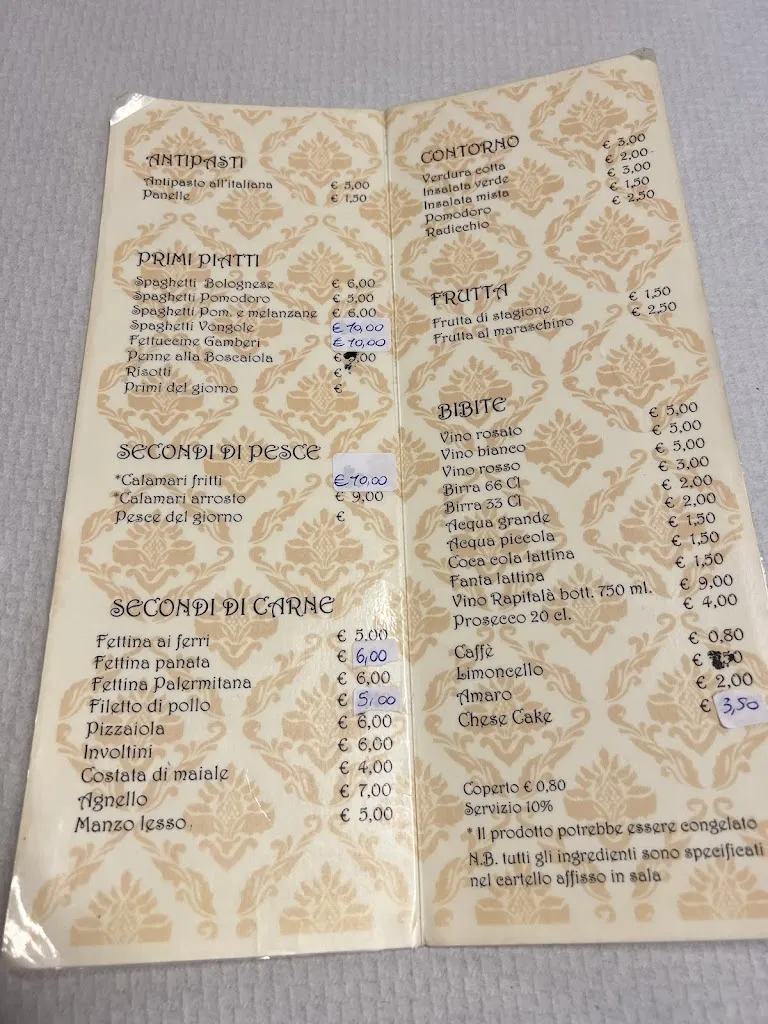 ANTIPASTI
Antipasto all'italiana € 5,00
Panelle € 1,50
PRIMI PIATTI
Spaghetti Bolognese € 6,00
Spaghetti Pomodoro € 5,00
Spaghetti Pom. e melanzane € 6,00
Spaghetti Vongole € 10,00
Fettuccine Gamberi € 10,00
Penne alla Boscaiola €
Risotti €
Primi del giorno €
SECONDI DI PESCE
*Calamari fritti € 10,00
*Calamari arrosto € 9,00
Pesce del giorno €
SECONDI DI CARNE
Fettina ai ferri € 5,00
Fettina panata € 6,00
Fettina Palermitana € 6,00
Filetto di pollo € 5,00
Pizzaiola € 6,00
Involtini € 6,00
Costata di maiale € 4,00
Agnello € 7,00
Manzo lesso € 5,00
CONTORNO
Verdura cotta € 3,00
Insalata verde € 2,00
Insalata mista € 3,00
Pomodoro € 1,50
Radicchio € 2,50
FRUTTA
Frutta di stagione € 1,50
Frutta al maraschino € 2,50
BIBITE
Vino rosato € 5,00
Vino bianco € 5,00
Vino rosso € 5,00
Birra 66 Cl € 3,00
Birra 33 Cl € 2,00
Acqua grande € 2,00
Acqua piccola € 1,50
Coca cola lattina € 1,50
Fanta lattina € 1,50
Vino Rapitalà bott. 750 ml. € 9,00
Prosecco 20 cl. € 4,00
Caffè € 0,80
Limoncello €
Amaro € 2,00
Chese Cake € 3,50
Coperto € 0,80
Servizio 10%
* Il prodotto potrebbe essere congelato
N.B. tutti gli ingredienti sono specificati
nel cartello affisso in sala